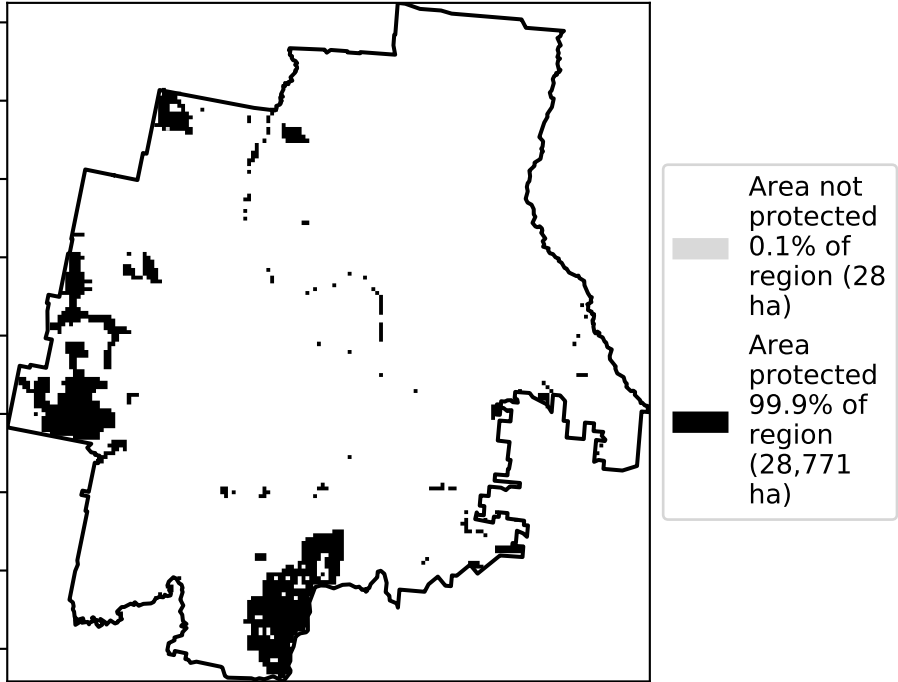 Area not
protected
0.1% of
region (28
ha)
Area
protected
99.9% of
region
(28,771
ha)